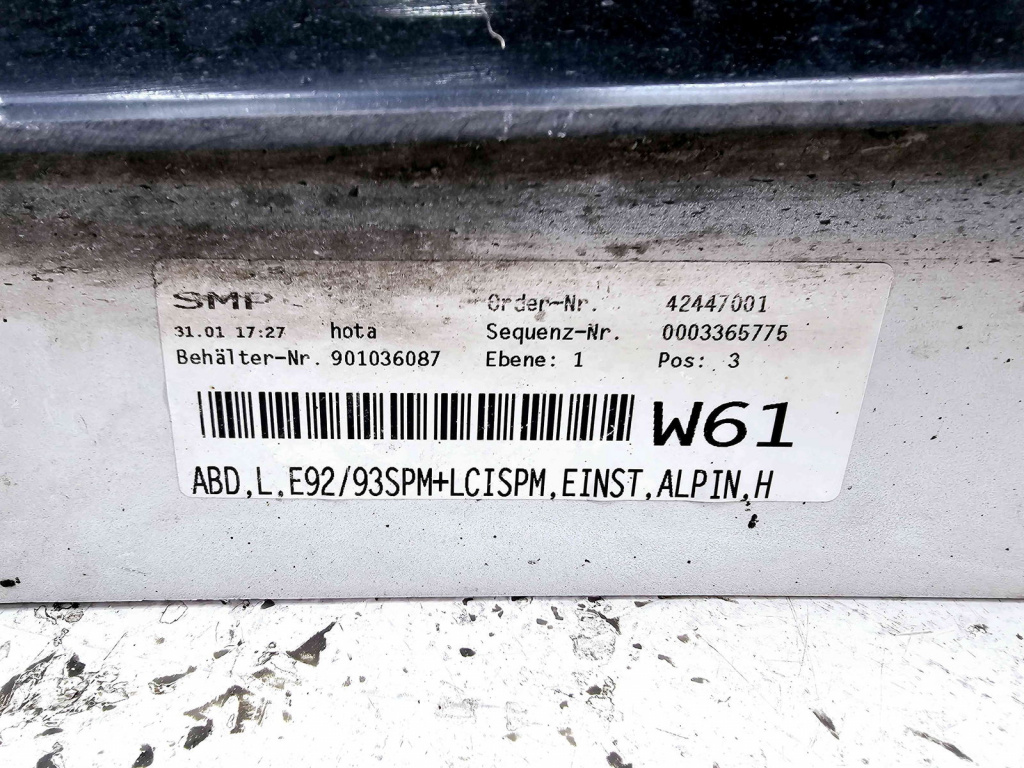 SMP Order-Nr. 42447001
31.01 17:27 hota Sequenz-Nr. 0003365775
Behälter-Nr. 901036087 Ebene: 1 Pos: 3
W61
ABD,L,E92/93SPM+LCISPM,EINST,ALPIN,H